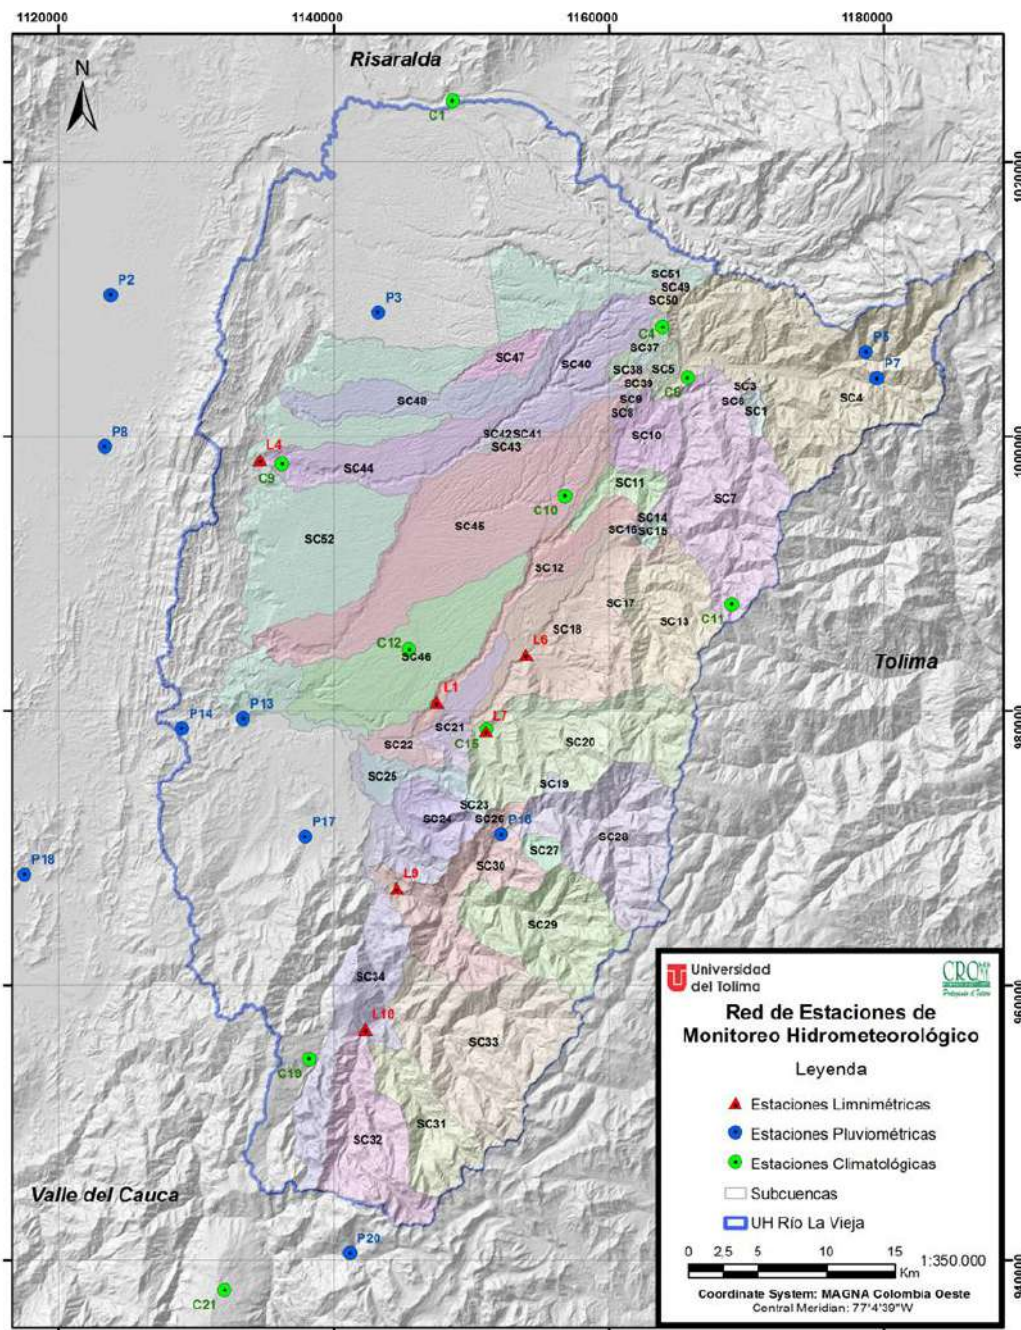 1120000
1140000
1160000
1180000
Risaralda
N
C1
1020000
P2
P3
SC51
SC49
SC50
C4
SC37
SC47
SC40
SC38
SC5
SC39
SC3
SC4
P7
SC48
SC9
SC8
SC1
SC10
P8
L4
SC42
SC41
SC43
1000000
C9
SC44
SC11
SC7
C10
SC45
SC14
SC16
SC15
SC52
SC12
SC17
C11
SC13
SC18
L6
C12
SC46
Tolima
L1
P13
P14
L7
SC21
C15
SC22
SC20
980000
SC25
SC19
SC23
SC24
SC26
P16
SC28
P17
SC27
P18
L9
SC30
SC29
SC34
L10
SC33
960000
C19
SC31
SC32
Valle del Cauca
P20
C21
940000
Universidad
del Tolima
CRQ
Red de Estaciones de
Monitoreo Hidrometeorológico
Leyenda
Estaciones Limnimétricas
Estaciones Pluviométricas
Estaciones Climatológicas
Subcuencas
UH Río La Vieja
0 2,5 5 10 15
Km
1:350.000
Coordinate System: MAGNA Colombia Oeste
Central Meridian: 77°4'39"W